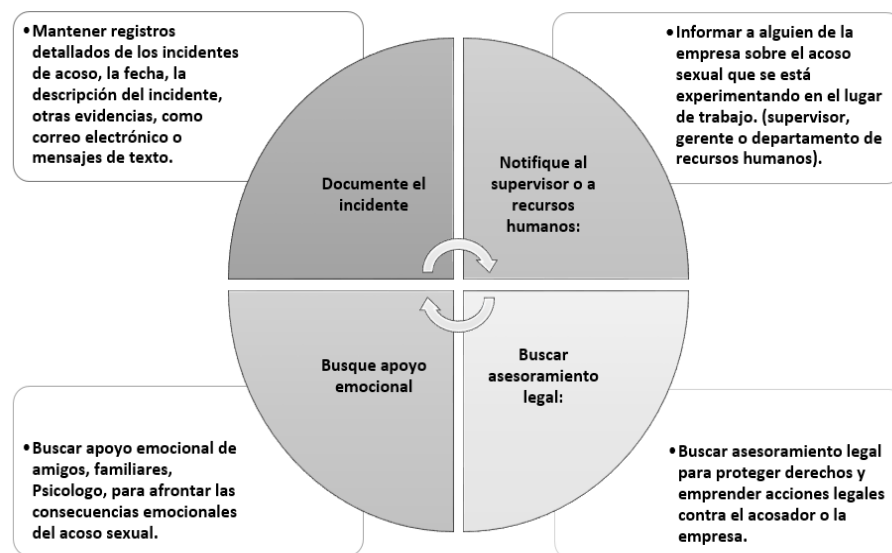 •Mantener registros
detallados de los incidentes
de acoso, la fecha, la
descripción del incidente,
otras evidencias, como
correo electrónico o
mensajes de texto.
•Informar a alguien de la
empresa sobre el acoso
sexual que se está
experimentando en el lugar
de trabajo. (supervisor,
gerente o departamento de
recursos humanos).
Documente el
incidente
Notifique al
supervisor o a
recursos
humanos:
Busque apoyo
emocional
Buscar
asesoramiento
legal:
•Buscar apoyo emocional de
amigos, familiares,
Psicologo, para afrontar las
consecuencias emocionales
del acoso sexual.
•Buscar asesoramiento legal
para proteger derechos y
emprender acciones legales
contra el acosador o la
empresa.